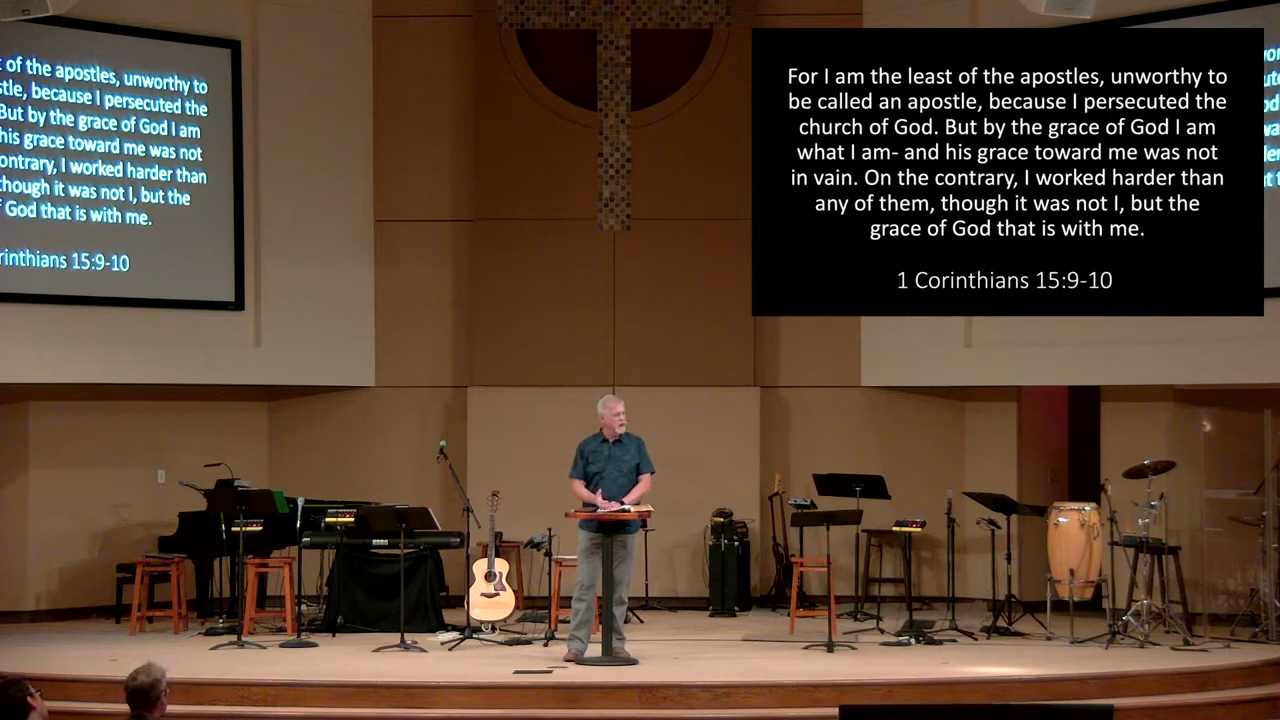 t of the apostles, unworthy to
stle, because I persecuted the
But by the grace of God I am
his grace toward me was not
ontrary, I worked harder than
though it was not I, but the
God that is with me.
rinthians 15:9-10
For I am the least of the apostles, unworthy to
be called an apostle, because I persecuted the
church of God. But by the grace of God I am
what I am- and his grace toward me was not
in vain. On the contrary, I worked harder than
any of them, though it was not I, but the
grace of God that is with me.
1 Corinthians 15:9-10